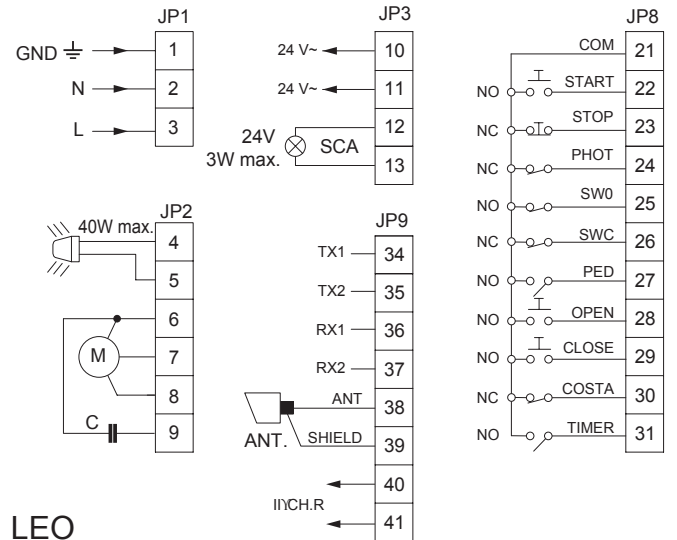 JP1
GND 1
N 2
L 3
JP2
40W max. 4
5
6
M 7
8
C 9
JP3
24 V~ 10
24 V~ 11
24V
3W max. SCA 12
13
JP9
TX1 34
TX2 35
RX1 36
RX2 37
ANT 38
ANT. SHIELD 39
40
CH.R
41
JP8
COM 21
NO START 22
NC STOP 23
NC PHOT 24
NO SW0 25
NC SWC 26
NO PED 27
NO OPEN 28
NO CLOSE 29
NC COSTA 30
NO TIMER 31
LEO